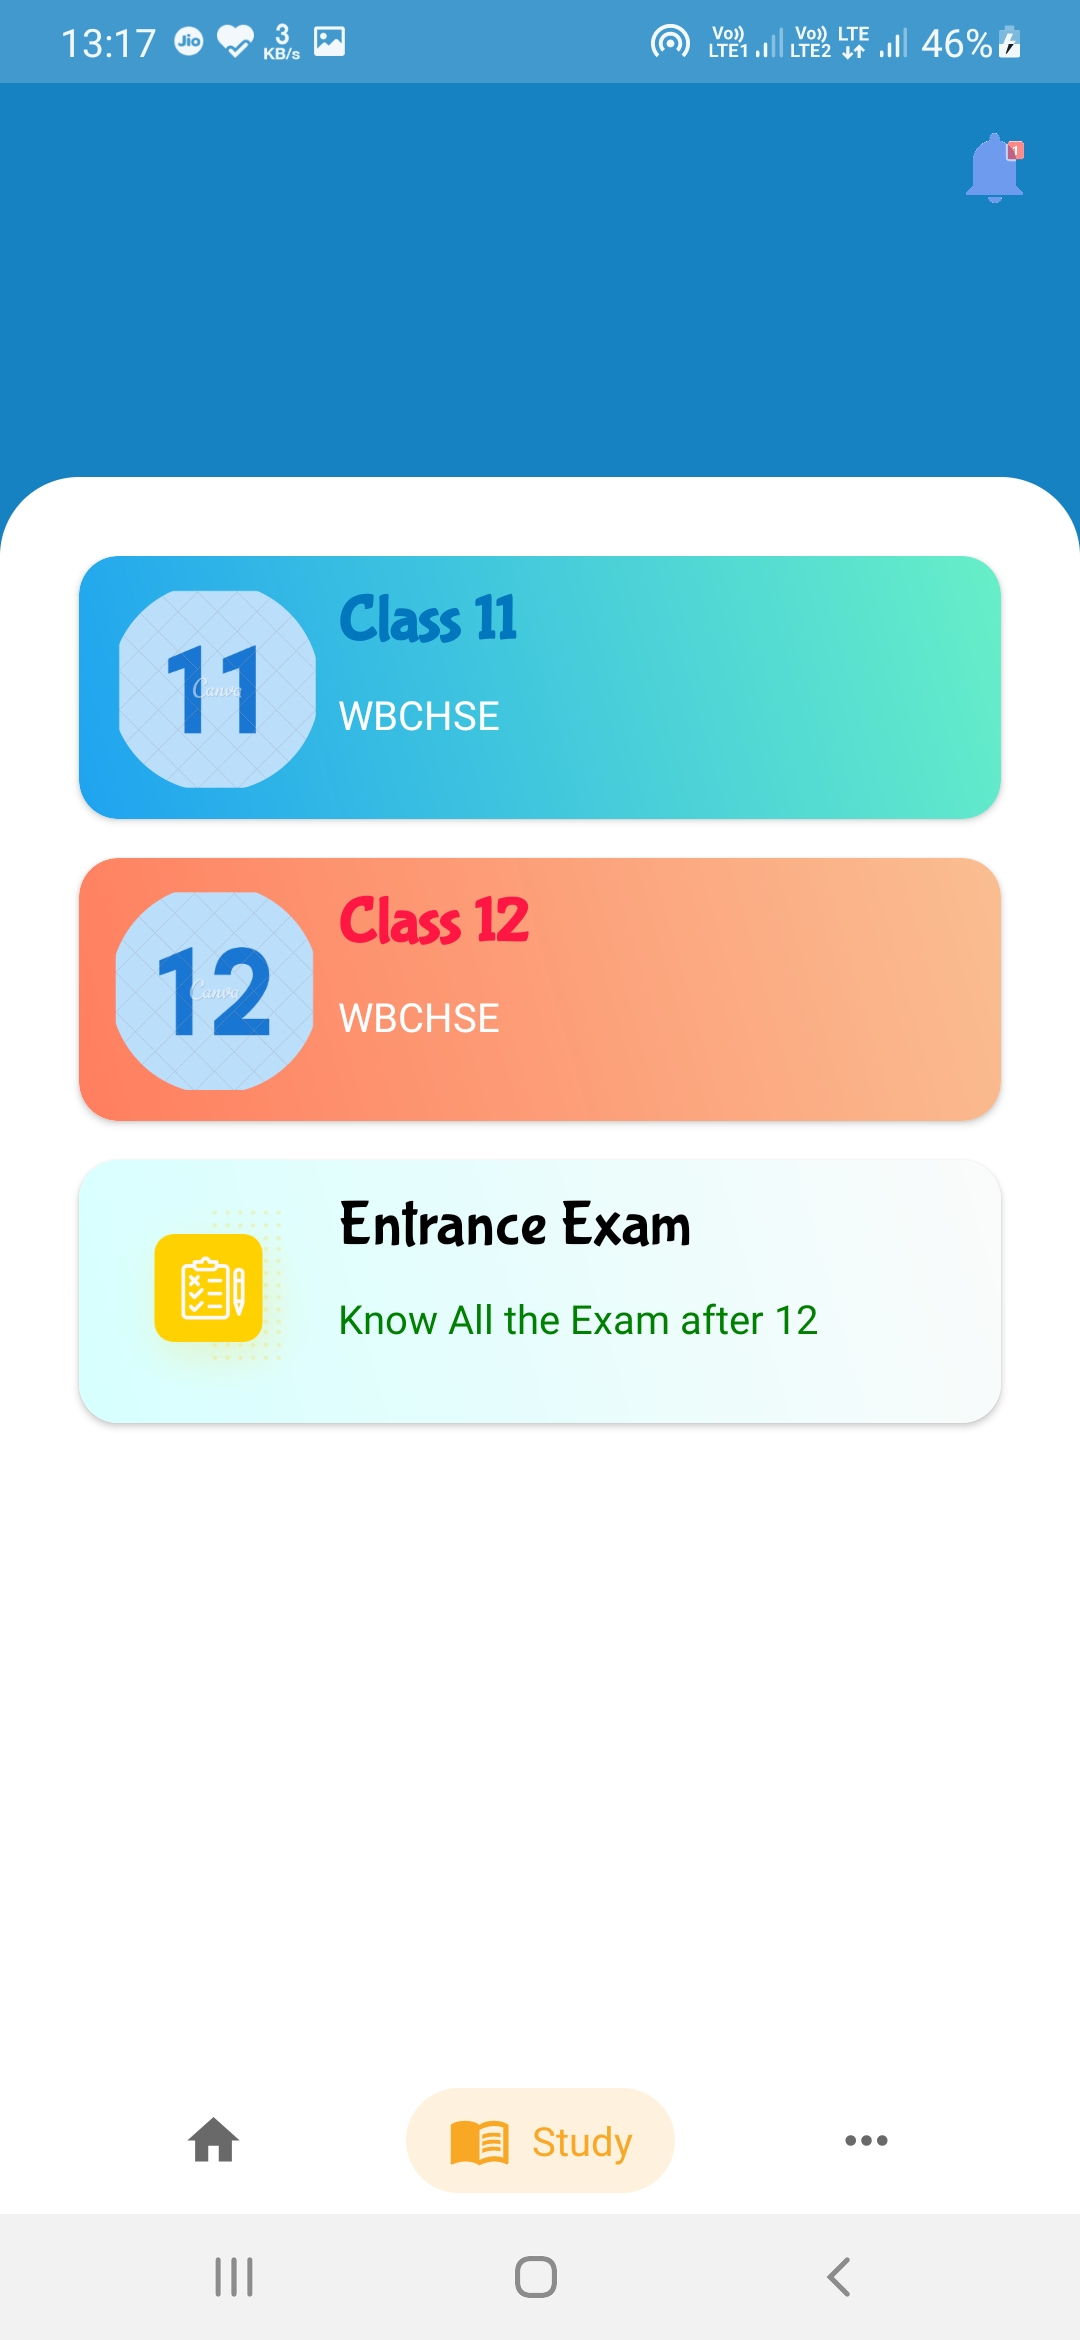 13:17 Jio 3 KB/s Vo)) LTE1 Vo)) LTE2 LTE 46%
1
Class 11
11
Canva
WBCHSE
Class 12
12
Canva
WBCHSE
Entrance Exam
Know All the Exam after 12
Study